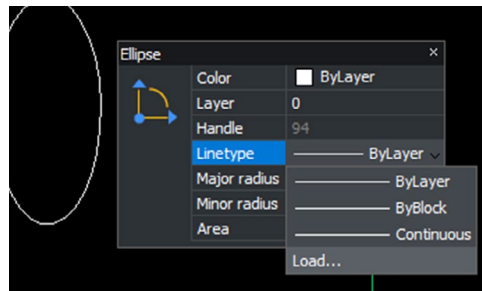 Ellipse
Color ByLayer
Layer 0
Handle 94
Linetype ByLayer
Major radius ByLayer
Minor radius ByBlock
Area Continuous
Load...